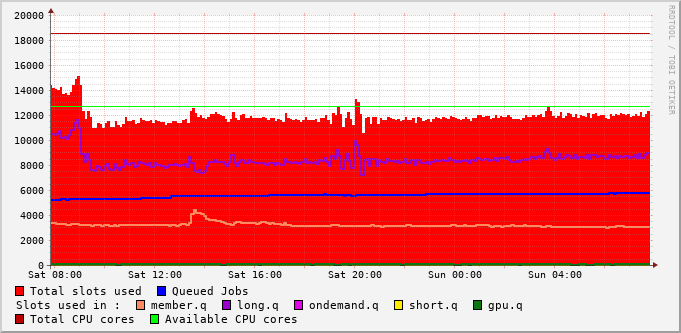 20000
18000
16000
14000
12000
10000
8000
6000
4000
2000
0
Sat 08:00 Sat 12:00 Sat 16:00 Sat 20:00 Sun 00:00 Sun 04:00
Total slots used Queued Jobs
Slots used in : member.q long.q ondemand.q short.q gpu.q
Total CPU cores Available CPU cores
RRDTOOL / TOBI OETIKER